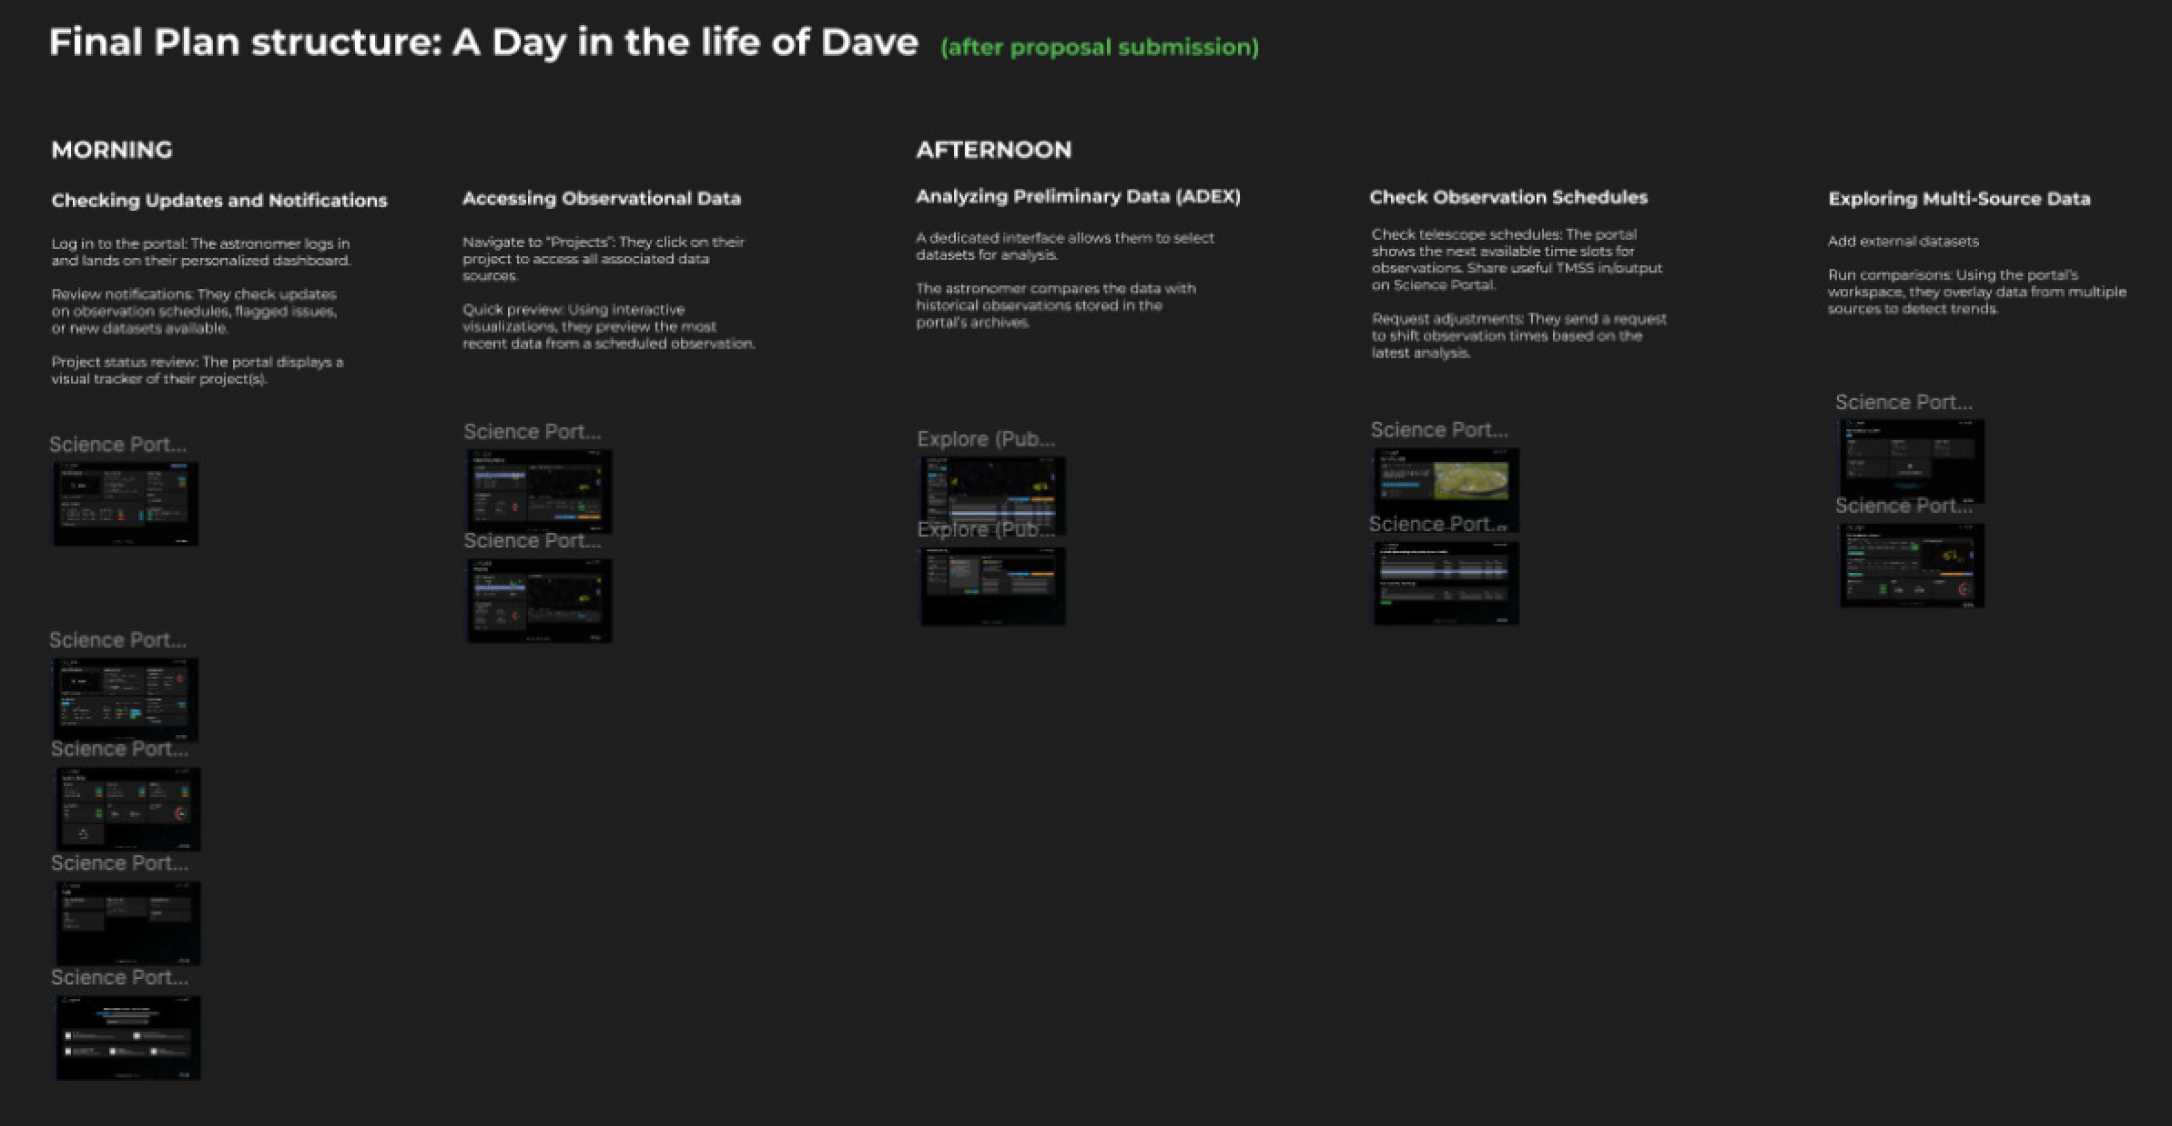 Final Plan structure: A Day in the life of Dave (after proposal submission)
MORNING
Checking Updates and Notifications
Log in to the portal: The astronomer logs in
and lands on their personalized dashboard.
Review notifications: They check updates
on observation schedules, flagged issues,
or new datasets available.
Project status review: The portal displays a
visual tracker of their project(s).
Science Port...
Science Port...
Science Port...
Science Port...
Science Port...
Accessing Observational Data
Navigate to "Projects": They click on their
project to access all associated data
sources.
Quick preview: Using interactive
visualizations, they preview the most
recent data from a scheduled observation.
Science Port...
Science Port...
AFTERNOON
Analyzing Preliminary Data (ADEX)
A dedicated interface allows them to select
datasets for analysis.
The astronomer compares the data with
historical observations stored in the
portal's archives.
Explore (Pub...
Explore (Pub...
Check Observation Schedules
Check telescope schedules: The portal
shows the next available time slots for
observations. Share useful TMSS in/output
on Science Portal.
Request adjustments: They send a request
to shift observation times based on the
latest analysis.
Science Port...
Science Port...
Exploring Multi-Source Data
Add external datasets
Run comparisons: Using the portal's
workspace, they overlay data from multiple
sources to detect trends.
Science Port...
Science Port...